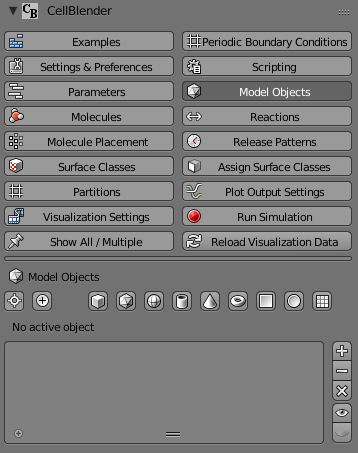 CB CellBlender
Examples
Periodic Boundary Conditions
Settings & Preferences
Scripting
Parameters
Model Objects
Molecules
Reactions
Molecule Placement
Release Patterns
Surface Classes
Assign Surface Classes
Partitions
Plot Output Settings
Visualization Settings
Run Simulation
Show All / Multiple
Reload Visualization Data
Model Objects
No active object